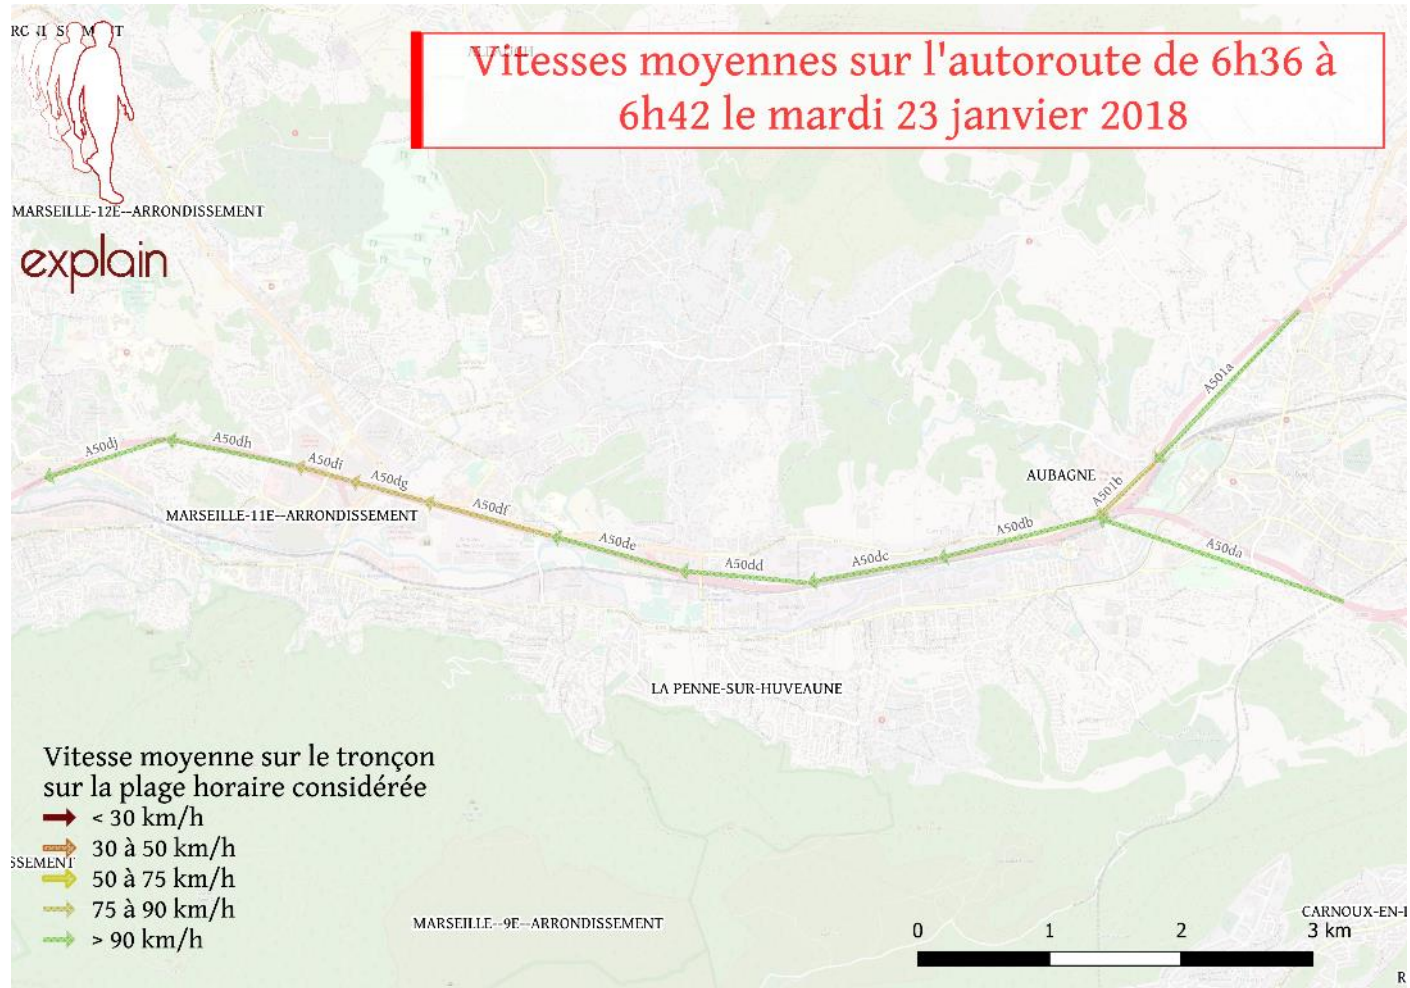 Vitesses moyennes sur l'autoroute de 6h36 à
6h42 le mardi 23 janvier 2018
MARSEILLE-12E--ARRONDISSEMENT
explain
A501a
A50dj
A50dh
A50di
A50dg
A50df
AUBAGNE
A501b
MARSEILLE-11E--ARRONDISSEMENT
A50de
A50dd
A50dc
A50db
A50da
LA PENNE-SUR-HUVEAUNE
Vitesse moyenne sur le tronçon
sur la plage horaire considérée
< 30 km/h
30 à 50 km/h
SSEMENT
50 à 75 km/h
75 à 90 km/h
> 90 km/h
MARSEILLE--9E--ARRONDISSEMENT
CARNOUX-EN-
0 1 2 3 km
R